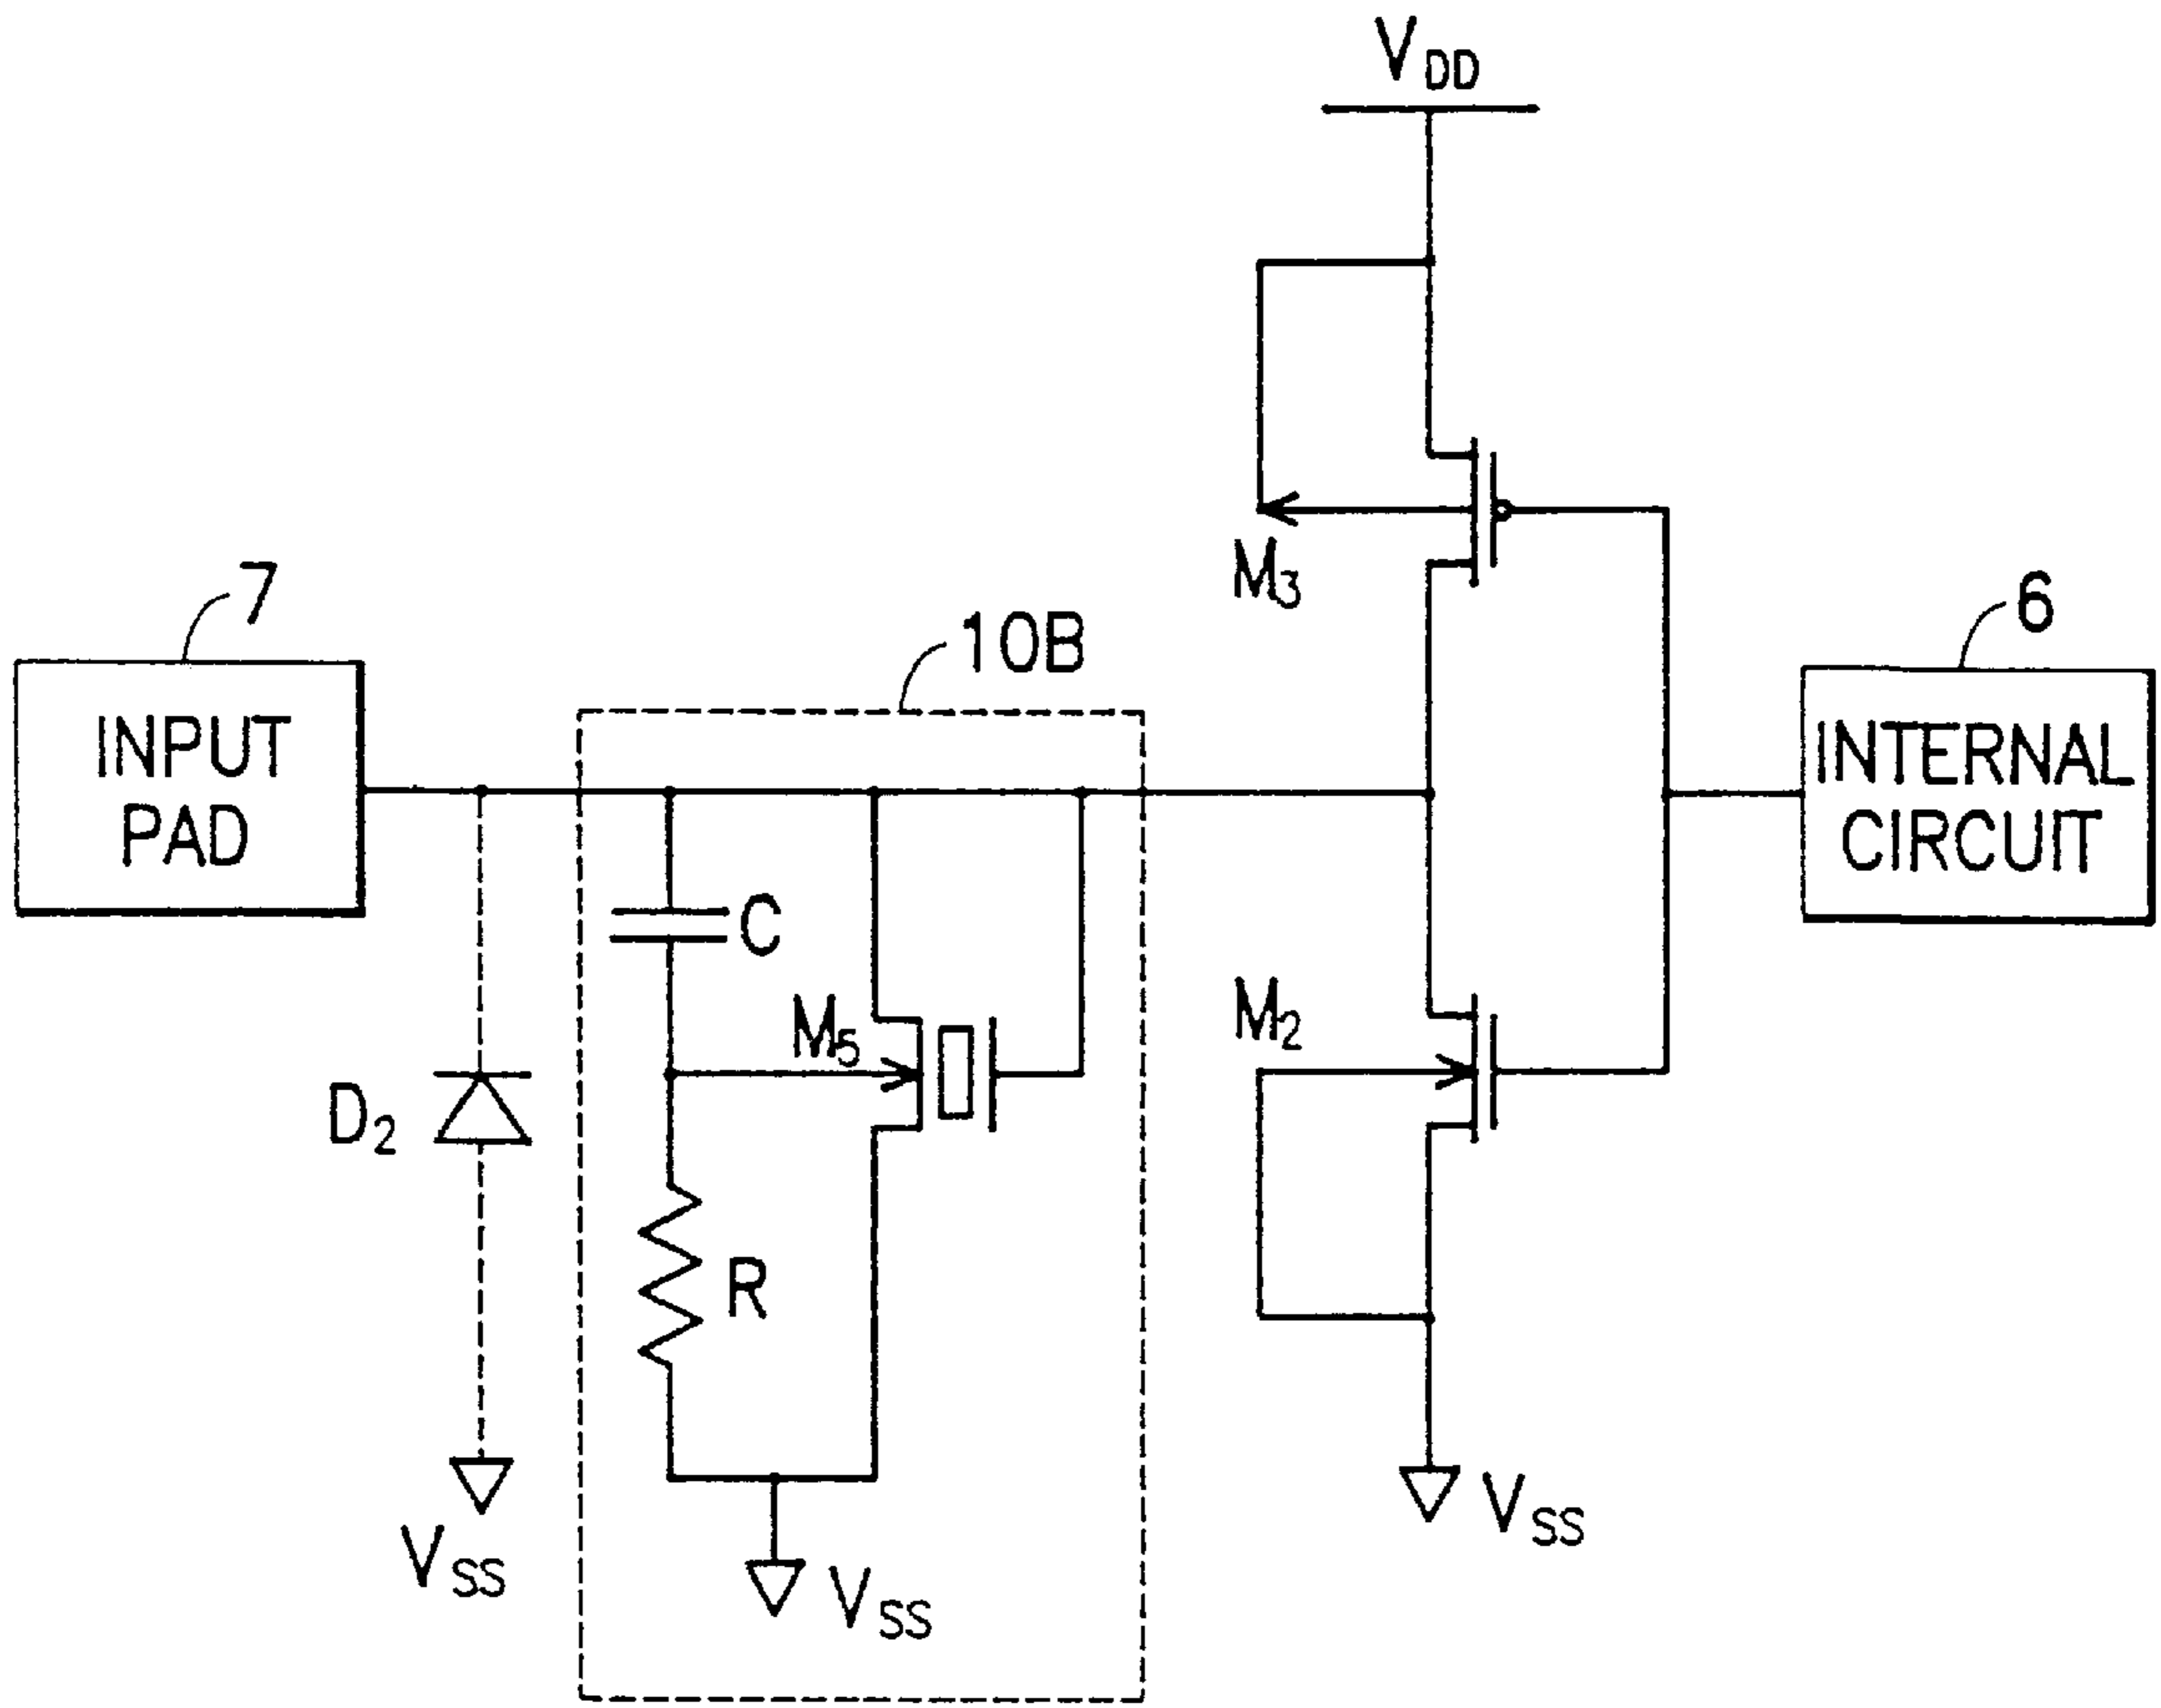 VDD
M3
7
10B
6
INPUT
PAD
INTERNAL
CIRCUIT
C
M5
M2
D2
R
VSS
VSS
VSS